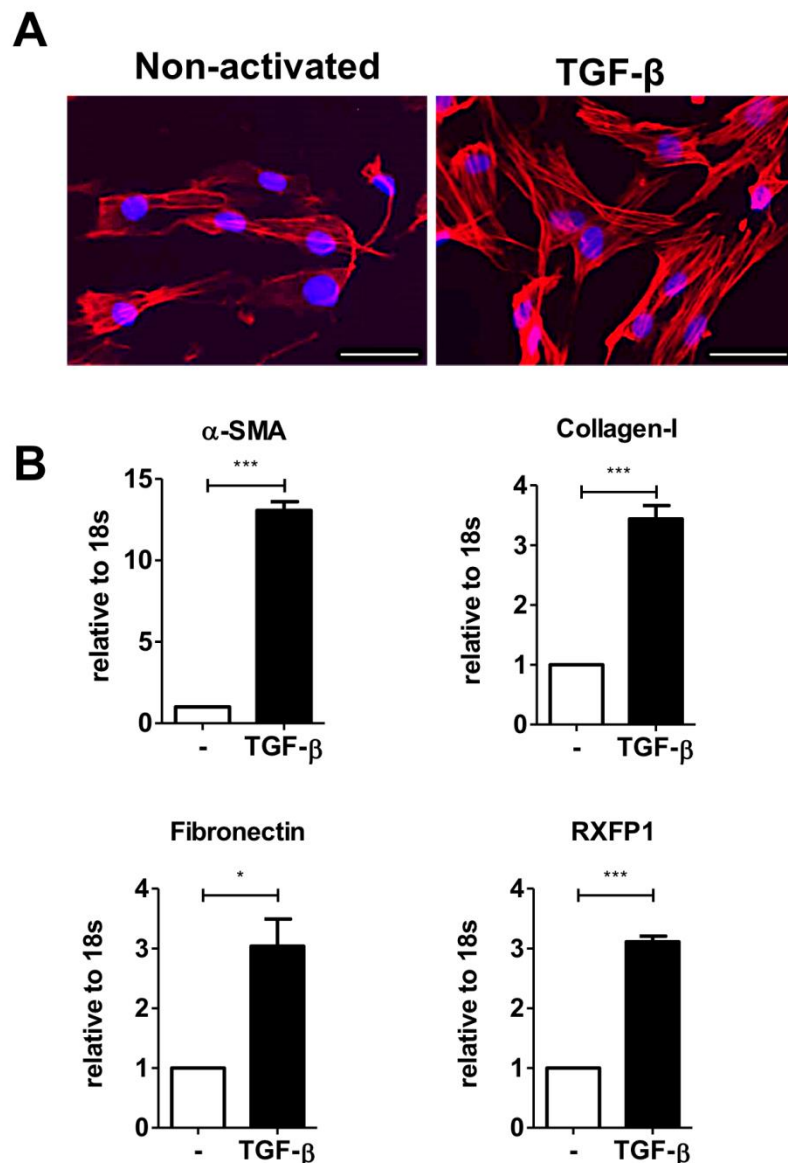 A
Non-activated TGF-β
B
α-SMA
***
relative to 18s
15
10
5
0
- TGF-β
Collagen-I
***
relative to 18s
4
3
2
1
0
- TGF-β
Fibronectin
*
relative to 18s
4
3
2
1
0
- TGF-β
RXFP1
***
relative to 18s
4
3
2
1
0
- TGF-β